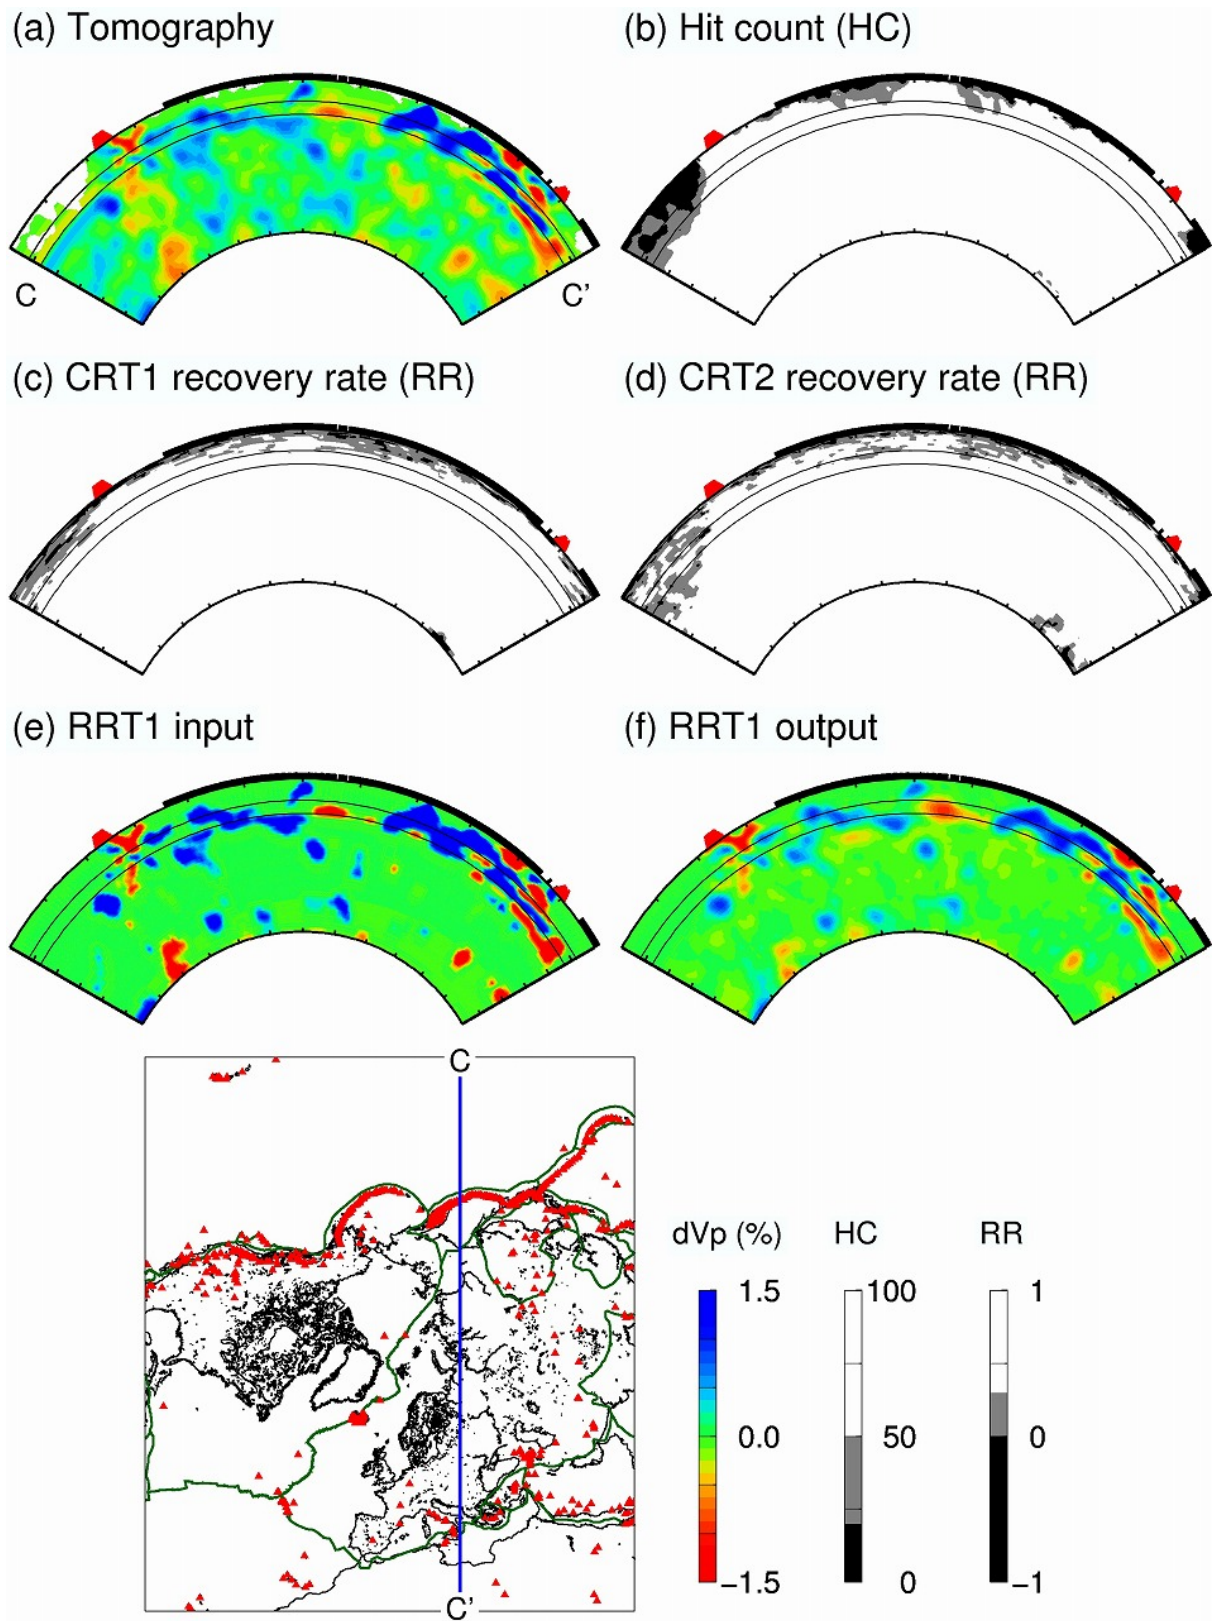 (a) Tomography
(b) Hit count (HC)
C
C'
(c) CRT1 recovery rate (RR)
(d) CRT2 recovery rate (RR)
(e) RRT1 input
(f) RRT1 output
C
C'
dVp (%)
HC
RR
1.5
100
1
0.0
50
0
−1.5
0
−1